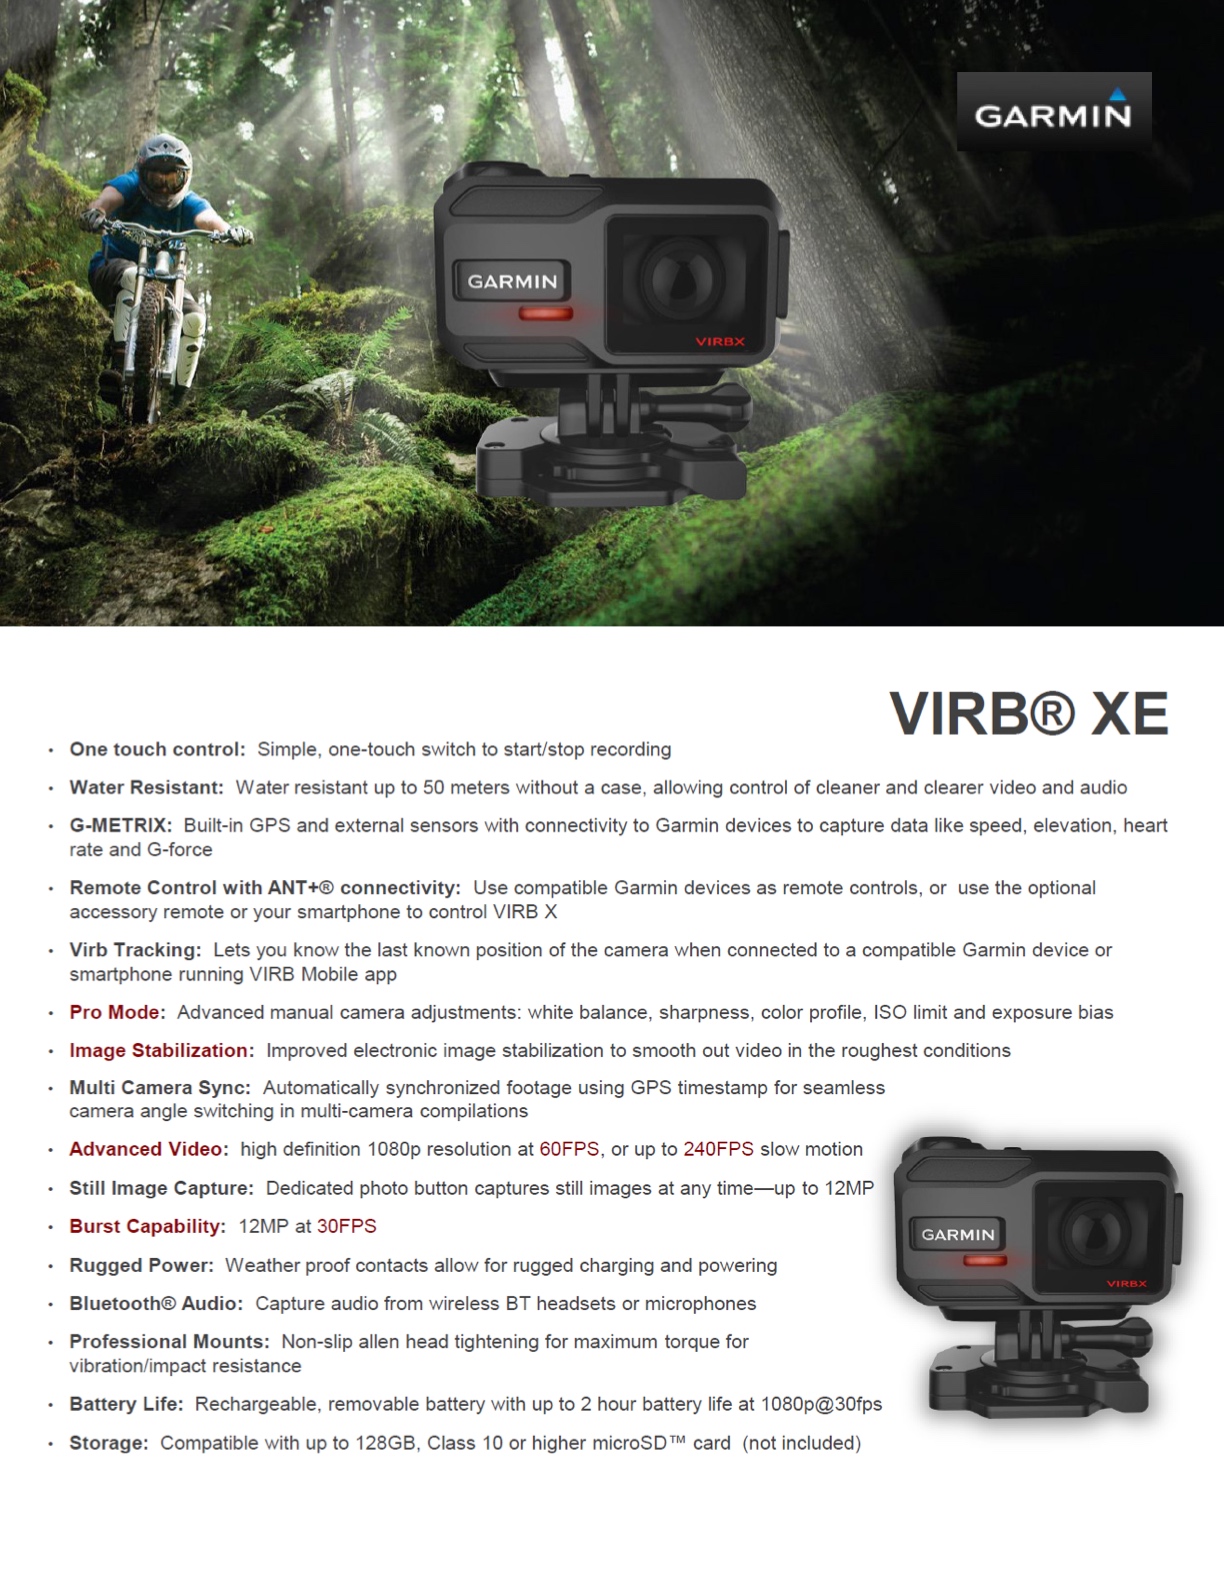 GARMIN
GARMIN
VIRBX
VIRB® XE
• One touch control: Simple, one-touch switch to start/stop recording
• Water Resistant: Water resistant up to 50 meters without a case, allowing control of cleaner and clearer video and audio
• G-METRIX: Built-in GPS and external sensors with connectivity to Garmin devices to capture data like speed, elevation, heart
rate and G-force
• Remote Control with ANT+® connectivity: Use compatible Garmin devices as remote controls, or use the optional
accessory remote or your smartphone to control VIRB X
• Virb Tracking: Lets you know the last known position of the camera when connected to a compatible Garmin device or
smartphone running VIRB Mobile app
• Pro Mode: Advanced manual camera adjustments: white balance, sharpness, color profile, ISO limit and exposure bias
• Image Stabilization: Improved electronic image stabilization to smooth out video in the roughest conditions
• Multi Camera Sync: Automatically synchronized footage using GPS timestamp for seamless
camera angle switching in multi-camera compilations
• Advanced Video: high definition 1080p resolution at 60FPS, or up to 240FPS slow motion
• Still Image Capture: Dedicated photo button captures still images at any time—up to 12MP
• Burst Capability: 12MP at 30FPS
• Rugged Power: Weather proof contacts allow for rugged charging and powering
• Bluetooth® Audio: Capture audio from wireless BT headsets or microphones
• Professional Mounts: Non-slip allen head tightening for maximum torque for
vibration/impact resistance
• Battery Life: Rechargeable, removable battery with up to 2 hour battery life at 1080p@30fps
• Storage: Compatible with up to 128GB, Class 10 or higher microSD™ card (not included)
GARMIN
VIRBX